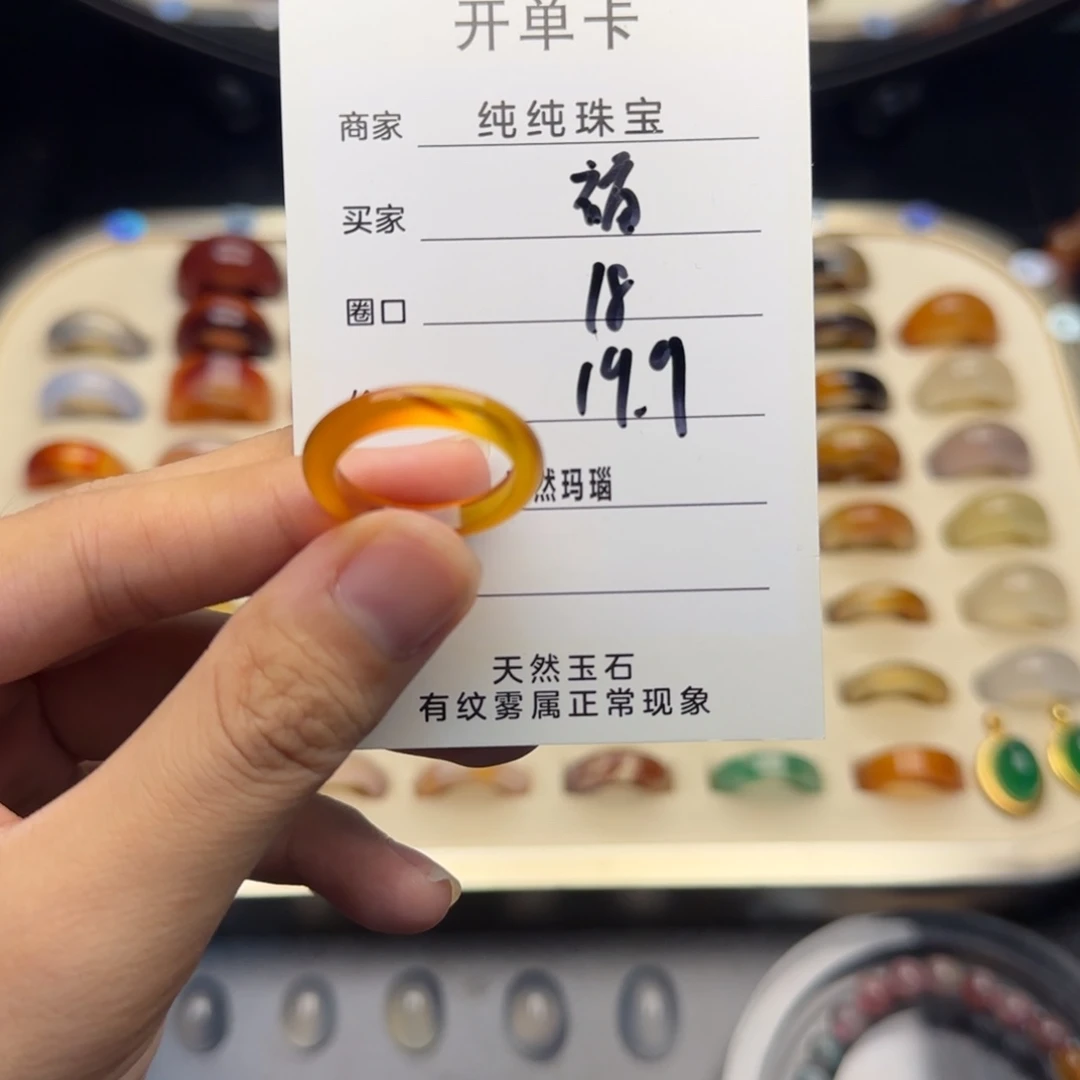 开单卡
商家 纯纯珠宝
买家
圈口 18
19.9
然玛瑙
天然玉石
有纹雾属正常现象